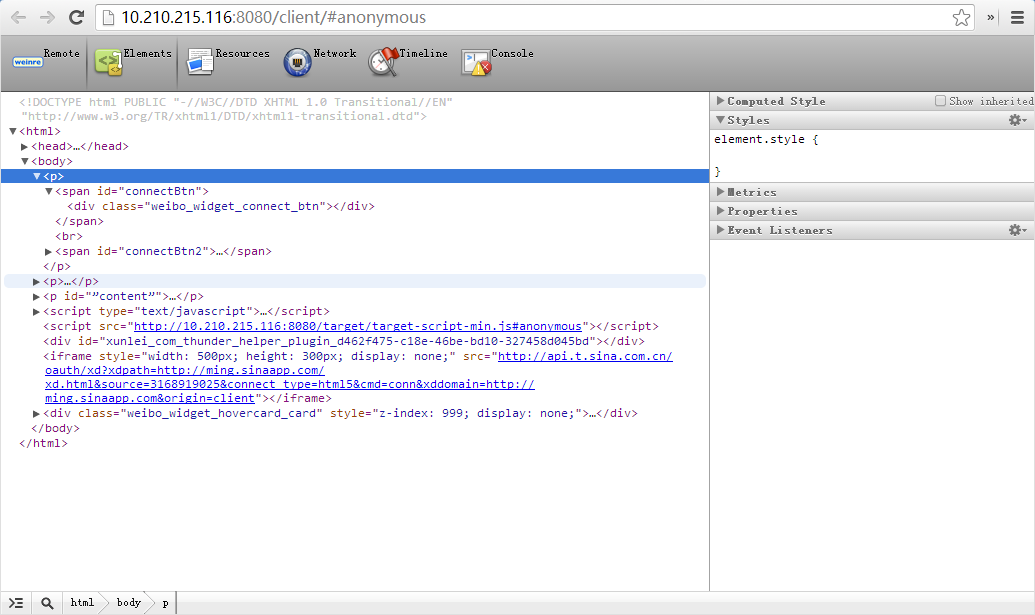 10.210.215.116:8080/client/#anonymous
»
weinre Remote Elements Resources Network Timeline Console
<!DOCTYPE html PUBLIC "-//W3C//DTD XHTML 1.0 Transitional//EN"
"http://www.w3.org/TR/xhtml1/DTD/xhtml1-transitional.dtd">
▼<html>
▶<head>…</head>
▼<body>
▼<p>
▼<span id="connectBtn">
<div class="weibo_widget_connect_btn"></div>
</span>
<br>
▶<span id="connectBtn2">…</span>
</p>
▶<p>…</p>
▶<p id="”content”">…</p>
▶<script type="text/javascript">…</script>
<script src="http://10.210.215.116:8080/target/target-script-min.js#anonymous"></script>
<div id="xunlei_com_thunder_helper_plugin_d462f475-c18e-46be-bd10-327458d045bd"></div>
<iframe style="width: 500px; height: 300px; display: none;" src="http://api.t.sina.com.cn/
oauth/xd?xdpath=http://ming.sinaapp.com/
xd.html&source=3168919025&connect_type=html5&cmd=conn&xddomain=http://
ming.sinaapp.com&origin=client"></iframe>
▶<div class="weibo_widget_hovercard_card" style="z-index: 999; display: none;">…</div>
</body>
</html>
▶Computed Style Show inherited
▼Styles
element.style {
}
▶Metrics
▶Properties
▶Event Listeners
html body p